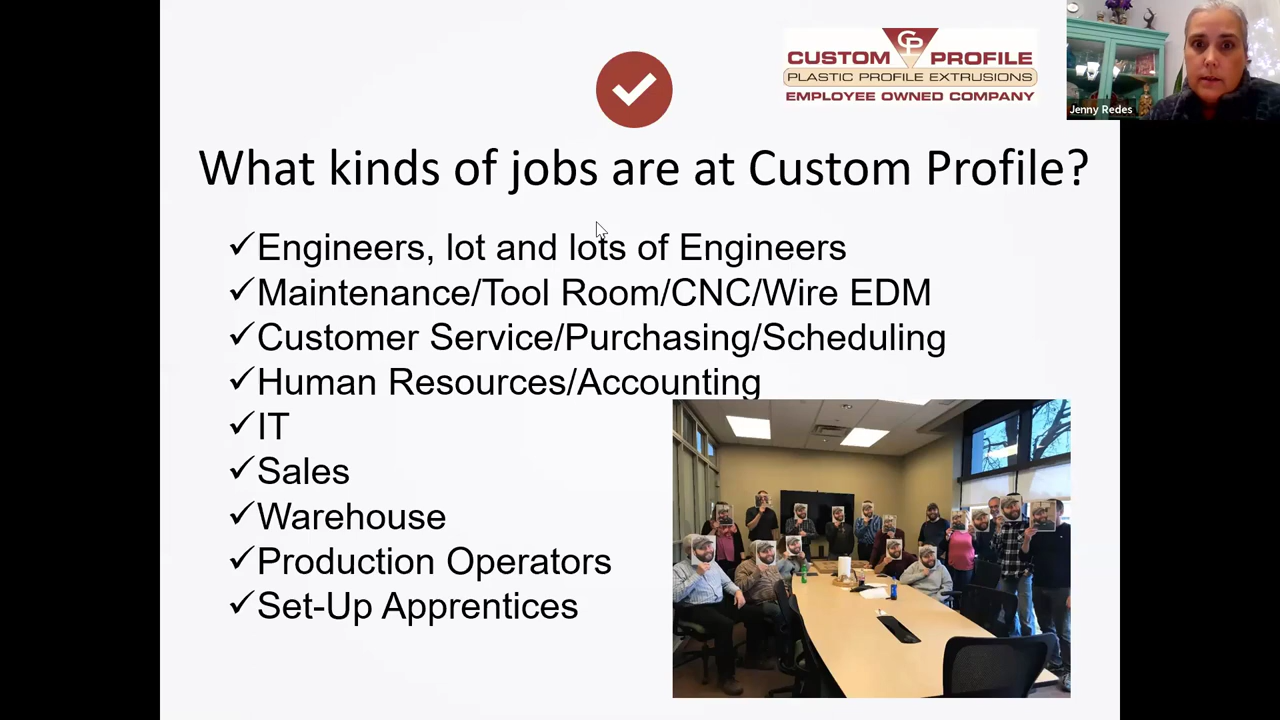 CUSTOM PROFILE
CP
PLASTIC PROFILE EXTRUSIONS
EMPLOYEE OWNED COMPANY
Jenny Redes
What kinds of jobs are at Custom Profile?
✓Engineers, lot and lots of Engineers
✓Maintenance/Tool Room/CNC/Wire EDM
✓Customer Service/Purchasing/Scheduling
✓Human Resources/Accounting
✓IT
✓Sales
✓Warehouse
✓Production Operators
✓Set-Up Apprentices